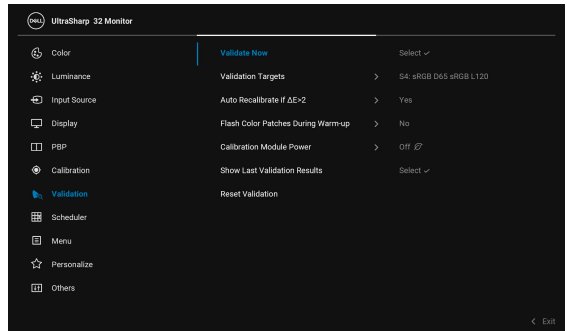 DELL UltraSharp 32 Monitor
Color
Validate Now
Select
Luminance
Validation Targets
S4: sRGB D65 sRGB L120
Input Source
Auto Recalibrate if ΔE>2
Yes
Display
Flash Color Patches During Warm-up
No
PBP
Calibration Module Power
Off
Calibration
Show Last Validation Results
Select
Validation
Reset Validation
Scheduler
Menu
Personalize
Others
Exit